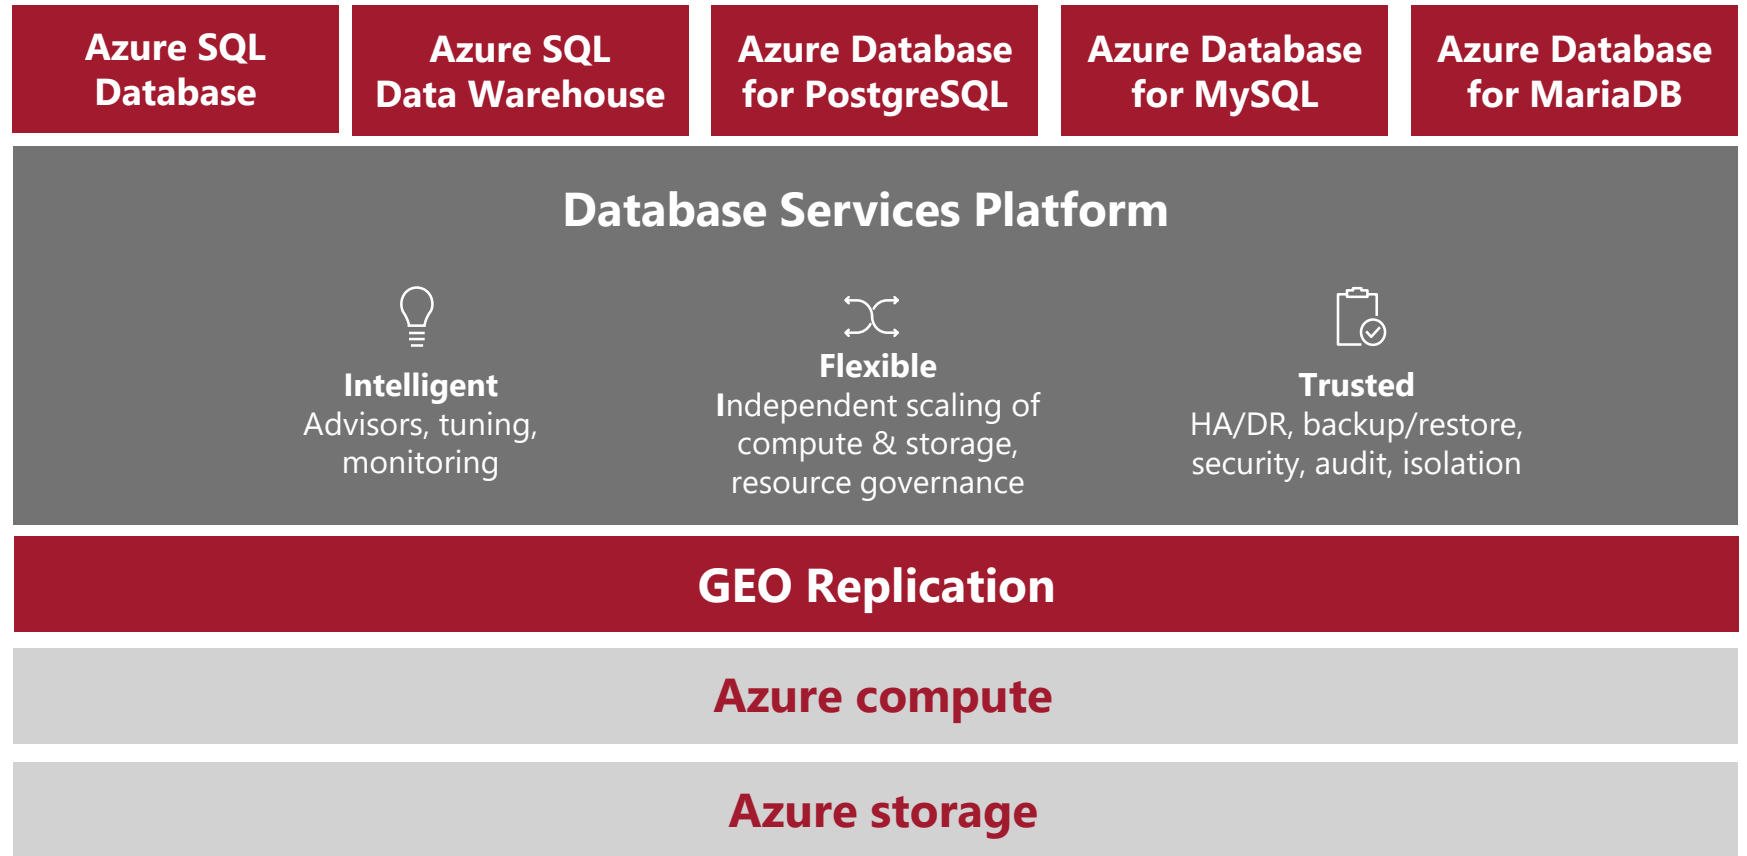 Azure SQL
Database
Azure SQL
Data Warehouse
Azure Database
for PostgreSQL
Azure Database
for MySQL
Azure Database
for MariaDB
Database Services Platform
Intelligent
Advisors, tuning,
monitoring
Flexible
Independent scaling of
compute & storage,
resource governance
Trusted
HA/DR, backup/restore,
security, audit, isolation
GEO Replication
Azure compute
Azure storage